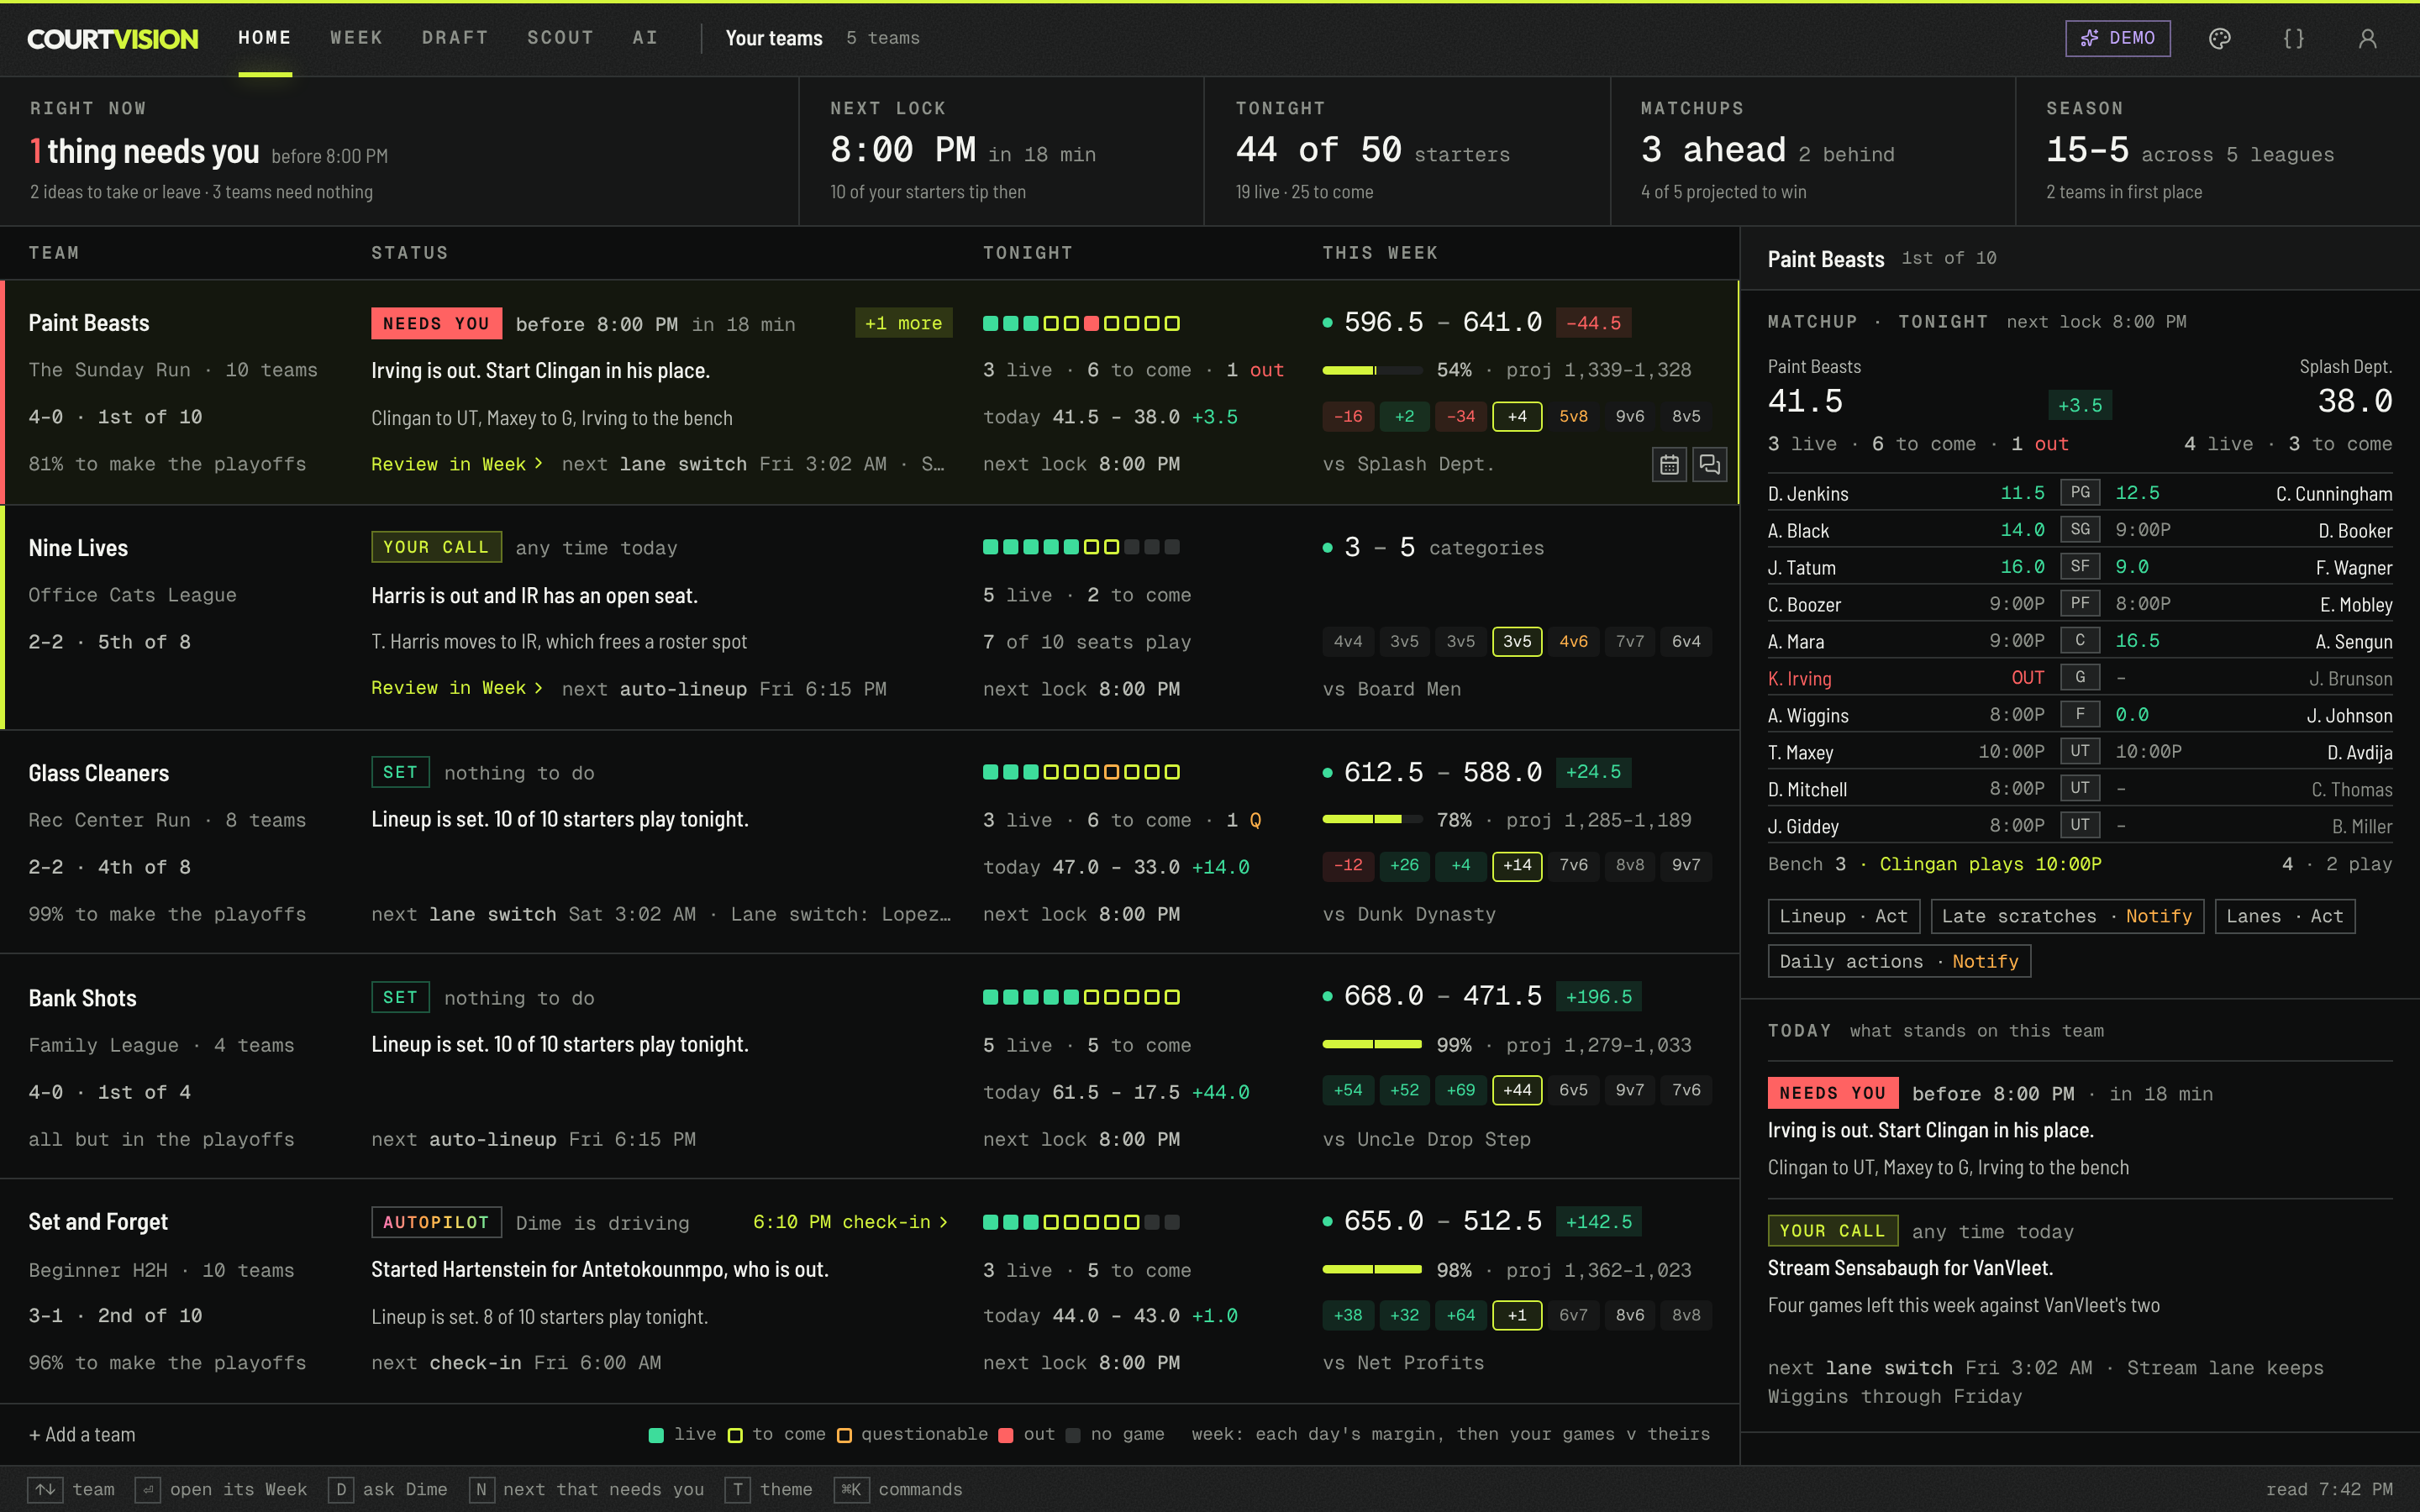 COURTVISION HOME WEEK DRAFT SCOUT AI Your teams 5 teams DEMO { }
RIGHT NOW
1 thing needs you before 8:00 PM
2 ideas to take or leave · 3 teams need nothing
NEXT LOCK
8:00 PM in 18 min
10 of your starters tip then
TONIGHT
44 of 50 starters
19 live · 25 to come
MATCHUPS
3 ahead 2 behind
4 of 5 projected to win
SEASON
15-5 across 5 leagues
2 teams in first place
TEAM STATUS TONIGHT THIS WEEK
Paint Beasts
The Sunday Run · 10 teams
4-0 · 1st of 10
81% to make the playoffs
NEEDS YOU before 8:00 PM in 18 min +1 more
Irving is out. Start Clingan in his place.
Clingan to UT, Maxey to G, Irving to the bench
Review in Week > next lane switch Fri 3:02 AM · S…
3 live · 6 to come · 1 out
today 41.5 - 38.0 +3.5
next lock 8:00 PM
596.5 – 641.0 −44.5
54% · proj 1,339-1,328
−16 +2 −34 +4 5v8 9v6 8v5
vs Splash Dept.
Nine Lives
Office Cats League
2-2 · 5th of 8
YOUR CALL any time today
Harris is out and IR has an open seat.
T. Harris moves to IR, which frees a roster spot
Review in Week > next auto-lineup Fri 6:15 PM
5 live · 2 to come
7 of 10 seats play
next lock 8:00 PM
3 – 5 categories
4v4 3v5 3v5 3v5 4v6 7v7 6v4
vs Board Men
Glass Cleaners
Rec Center Run · 8 teams
2-2 · 4th of 8
99% to make the playoffs
SET nothing to do
Lineup is set. 10 of 10 starters play tonight.
next lane switch Sat 3:02 AM · Lane switch: Lopez…
3 live · 6 to come · 1 Q
today 47.0 - 33.0 +14.0
next lock 8:00 PM
612.5 – 588.0 +24.5
78% · proj 1,285-1,189
−12 +26 +4 +14 7v6 8v8 9v7
vs Dunk Dynasty
Bank Shots
Family League · 4 teams
4-0 · 1st of 4
all but in the playoffs
SET nothing to do
Lineup is set. 10 of 10 starters play tonight.
next auto-lineup Fri 6:15 PM
5 live · 5 to come
today 61.5 - 17.5 +44.0
next lock 8:00 PM
668.0 – 471.5 +196.5
99% · proj 1,279-1,033
+54 +52 +69 +44 6v5 9v7 7v6
vs Uncle Drop Step
Set and Forget
Beginner H2H · 10 teams
3-1 · 2nd of 10
96% to make the playoffs
AUTOPILOT Dime is driving 6:10 PM check-in >
Started Hartenstein for Antetokounmpo, who is out.
Lineup is set. 8 of 10 starters play tonight.
next check-in Fri 6:00 AM
3 live · 5 to come
today 44.0 - 43.0 +1.0
next lock 8:00 PM
655.0 – 512.5 +142.5
98% · proj 1,362-1,023
+38 +32 +64 +1 6v7 8v6 8v8
vs Net Profits
+ Add a team live to come questionable out no game week: each day's margin, then your games v theirs
Paint Beasts 1st of 10
MATCHUP · TONIGHT next lock 8:00 PM
Paint Beasts Splash Dept.
41.5 +3.5 38.0
3 live · 6 to come · 1 out 4 live · 3 to come
D. Jenkins 11.5 PG 12.5 C. Cunningham
A. Black 14.0 SG 9:00P D. Booker
J. Tatum 16.0 SF 9.0 F. Wagner
C. Boozer 9:00P PF 8:00P E. Mobley
A. Mara 9:00P C 16.5 A. Sengun
K. Irving OUT G – J. Brunson
A. Wiggins 8:00P F 0.0 J. Johnson
T. Maxey 10:00P UT 10:00P D. Avdija
D. Mitchell 8:00P UT – C. Thomas
J. Giddey 8:00P UT – B. Miller
Bench 3 · Clingan plays 10:00P 4 · 2 play
Lineup · Act Late scratches · Notify Lanes · Act
Daily actions · Notify
TODAY what stands on this team
NEEDS YOU before 8:00 PM · in 18 min
Irving is out. Start Clingan in his place.
Clingan to UT, Maxey to G, Irving to the bench
YOUR CALL any time today
Stream Sensabaugh for VanVleet.
Four games left this week against VanVleet's two
next lane switch Fri 3:02 AM · Stream lane keeps
Wiggins through Friday
↑↓ team ⏎ open its Week D ask Dime N next that needs you T theme ⌘K commands read 7:42 PM